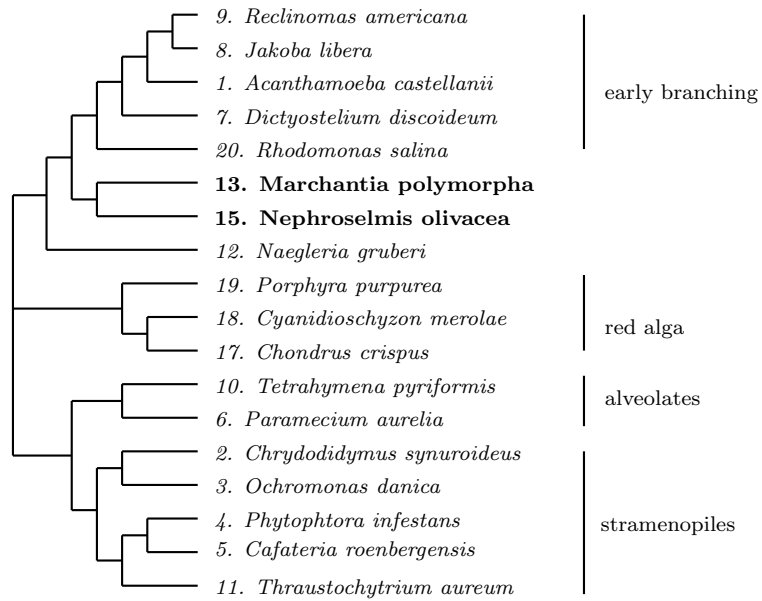 9. Reclinomas americana
8. Jakoba libera
1. Acanthamoeba castellanii
early branching
7. Dictyostelium discoideum
20. Rhodomonas salina
13. Marchantia polymorpha
15. Nephroselmis olivacea
12. Naegleria gruberi
19. Porphyra purpurea
18. Cyanidioschyzon merolae
red alga
17. Chondrus crispus
10. Tetrahymena pyriformis
alveolates
6. Paramecium aurelia
2. Chrydodidymus synuroideus
3. Ochromonas danica
4. Phytophtora infestans
stramenopiles
5. Cafateria roenbergensis
11. Thraustochytrium aureum